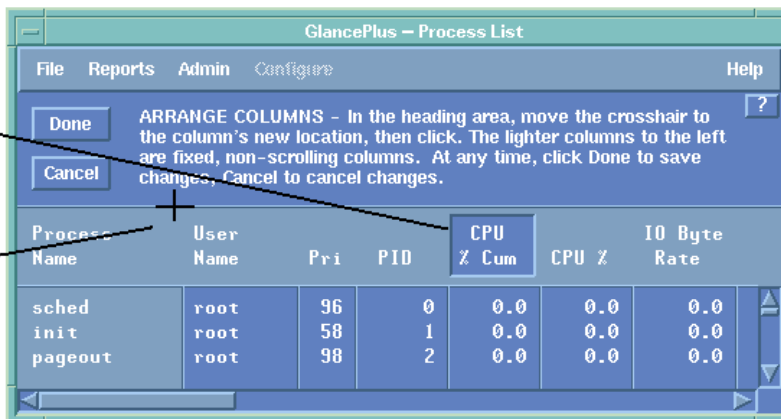 GlancePlus – Process List
File Reports Admin Configure Help
?
Done
Cancel
ARRANGE COLUMNS – In the heading area, move the crosshair to
the column's new location, then click. The lighter columns to the left
are fixed, non-scrolling columns. At any time, click Done to save
changes, Cancel to cancel changes.
Process User CPU IO Byte
Name Name Pri PID % Cum CPU % Rate
sched root 96 0 0.0 0.0 0.0
init root 58 1 0.0 0.0 0.0
pageout root 98 2 0.0 0.0 0.0